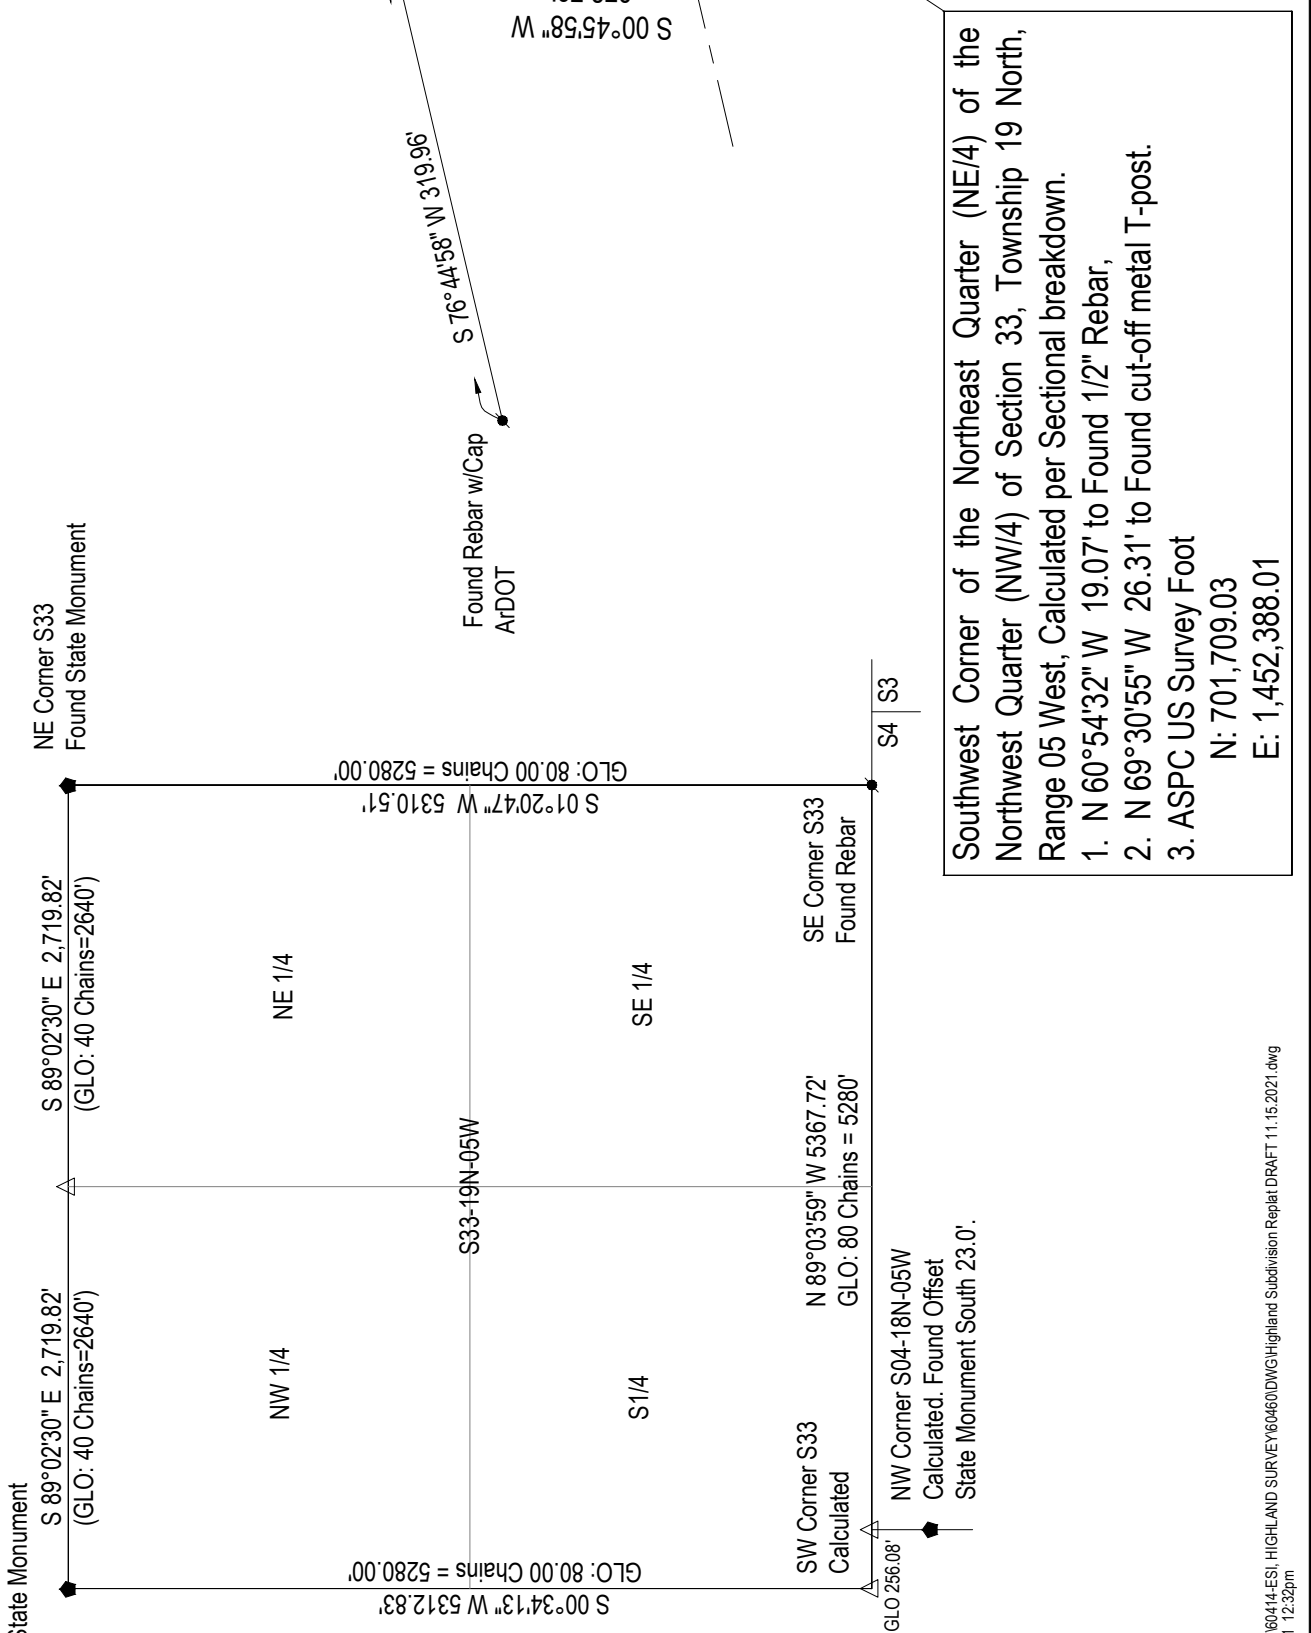 State Monument
S 89°02'30" E 2,719.82'
(GLO: 40 Chains=2640')
S 89°02'30" E 2,719.82'
(GLO: 40 Chains=2640')
NE Corner S33
Found State Monument
NW 1/4
NE 1/4
S33-19N-05W
S1/4
SE 1/4
S 00°34'13" W 5312.83'
GLO: 80.00 Chains = 5280.00'
S 01°20'47" W 5310.51'
GLO: 80.00 Chains = 5280.00'
SW Corner S33
Calculated
N 89°03'59" W 5367.72'
GLO: 80 Chains = 5280'
SE Corner S33
Found Rebar
GLO 256.08'
NW Corner S04-18N-05W
Calculated. Found Offset
State Monument South 23.0'.
S4
S3
Found Rebar w/Cap
ArDOT
S 76°44'58" W 319.96'
S 00°45'58" W
Southwest Corner of the Northeast Quarter (NE/4) of the
Northwest Quarter (NW/4) of Section 33, Township 19 North,
Range 05 West, Calculated per Sectional breakdown.
1. N 60°54'32" W 19.07' to Found 1/2" Rebar,
2. N 69°30'55" W 26.31' to Found cut-off metal T-post.
3. ASPC US Survey Foot
N: 701,709.03
E: 1,452,388.01
\60414-ESI, HIGHLAND SURVEY\60460\DWG\Highland Subdivision Replat DRAFT 11.15.2021.dwg
1 12:32pm